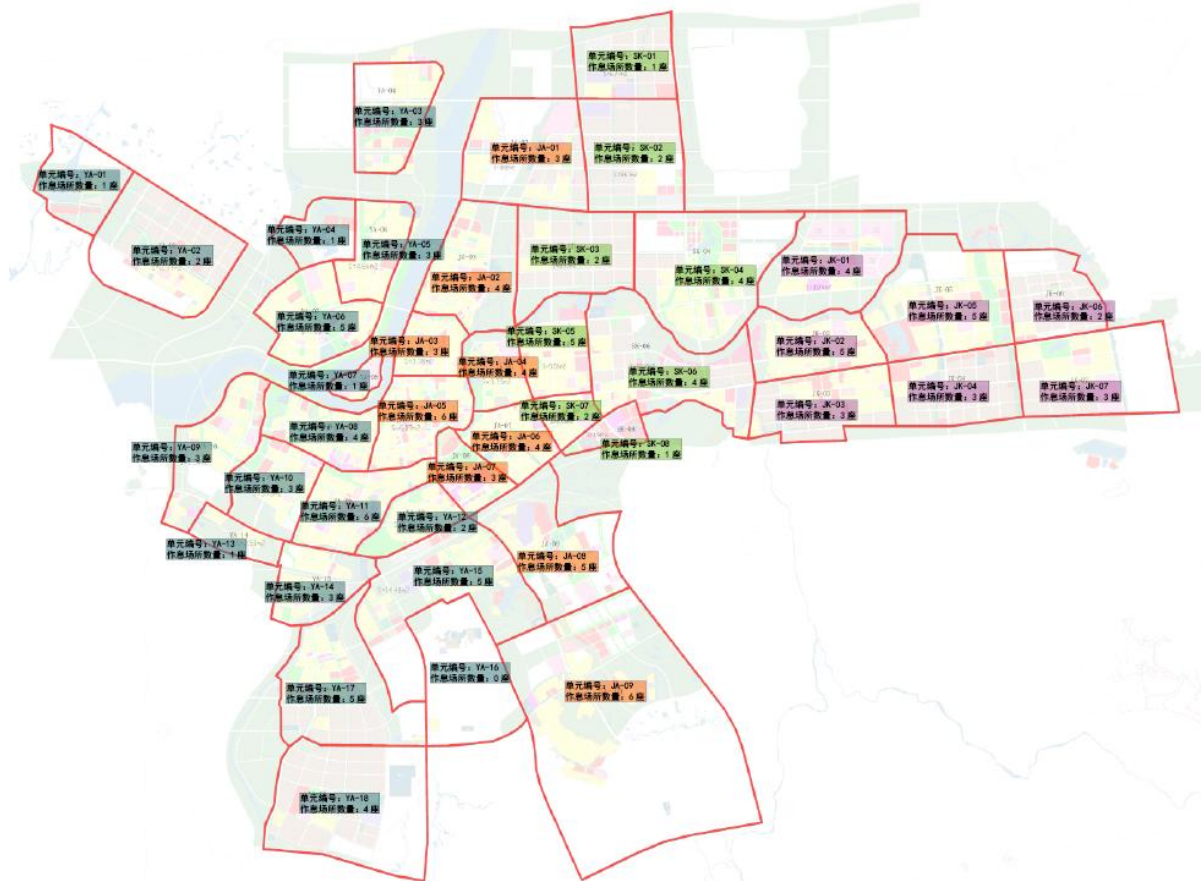 单元编号：SK-01
作息场所数量：1 座
单元编号：YA-03
作息场所数量：3 座
单元编号：JA-01
作息场所数量：3 座
单元编号：SK-02
作息场所数量：2 座
单元编号：YA-01
作息场所数量：1 座
单元编号：YA-02
作息场所数量：2 座
单元编号：YA-04
作息场所数量：1 座
单元编号：YA-05
作息场所数量：3 座
单元编号：SK-03
作息场所数量：2 座
单元编号：JA-02
作息场所数量：4 座
单元编号：SK-04
作息场所数量：4 座
单元编号：JK-01
作息场所数量：4 座
单元编号：JK-05
作息场所数量：5 座
单元编号：JK-06
作息场所数量：2 座
单元编号：YA-06
作息场所数量：5 座
单元编号：JA-03
作息场所数量：3 座
单元编号：SK-05
作息场所数量：5 座
单元编号：JK-02
作息场所数量：5 座
单元编号：JA-04
作息场所数量：4 座
单元编号：YA-07
作息场所数量：1 座
单元编号：SK-06
作息场所数量：4 座
单元编号：JK-04
作息场所数量：3 座
单元编号：JK-07
作息场所数量：3 座
单元编号：JA-05
作息场所数量：6 座
单元编号：SK-07
作息场所数量：2 座
单元编号：JK-03
作息场所数量：3 座
单元编号：YA-08
作息场所数量：4 座
单元编号：JA-06
作息场所数量：4 座
单元编号：SK-08
作息场所数量：1 座
单元编号：YA-09
作息场所数量：3 座
单元编号：JA-07
作息场所数量：3 座
单元编号：YA-10
作息场所数量：3 座
单元编号：YA-11
作息场所数量：6 座
单元编号：YA-12
作息场所数量：2 座
单元编号：YA-13
作息场所数量：1 座
单元编号：JA-08
作息场所数量：5 座
单元编号：YA-15
作息场所数量：5 座
单元编号：YA-14
作息场所数量：3 座
单元编号：YA-16
作息场所数量：0 座
单元编号：YA-17
作息场所数量：5 座
单元编号：JA-09
作息场所数量：6 座
单元编号：YA-18
作息场所数量：4 座